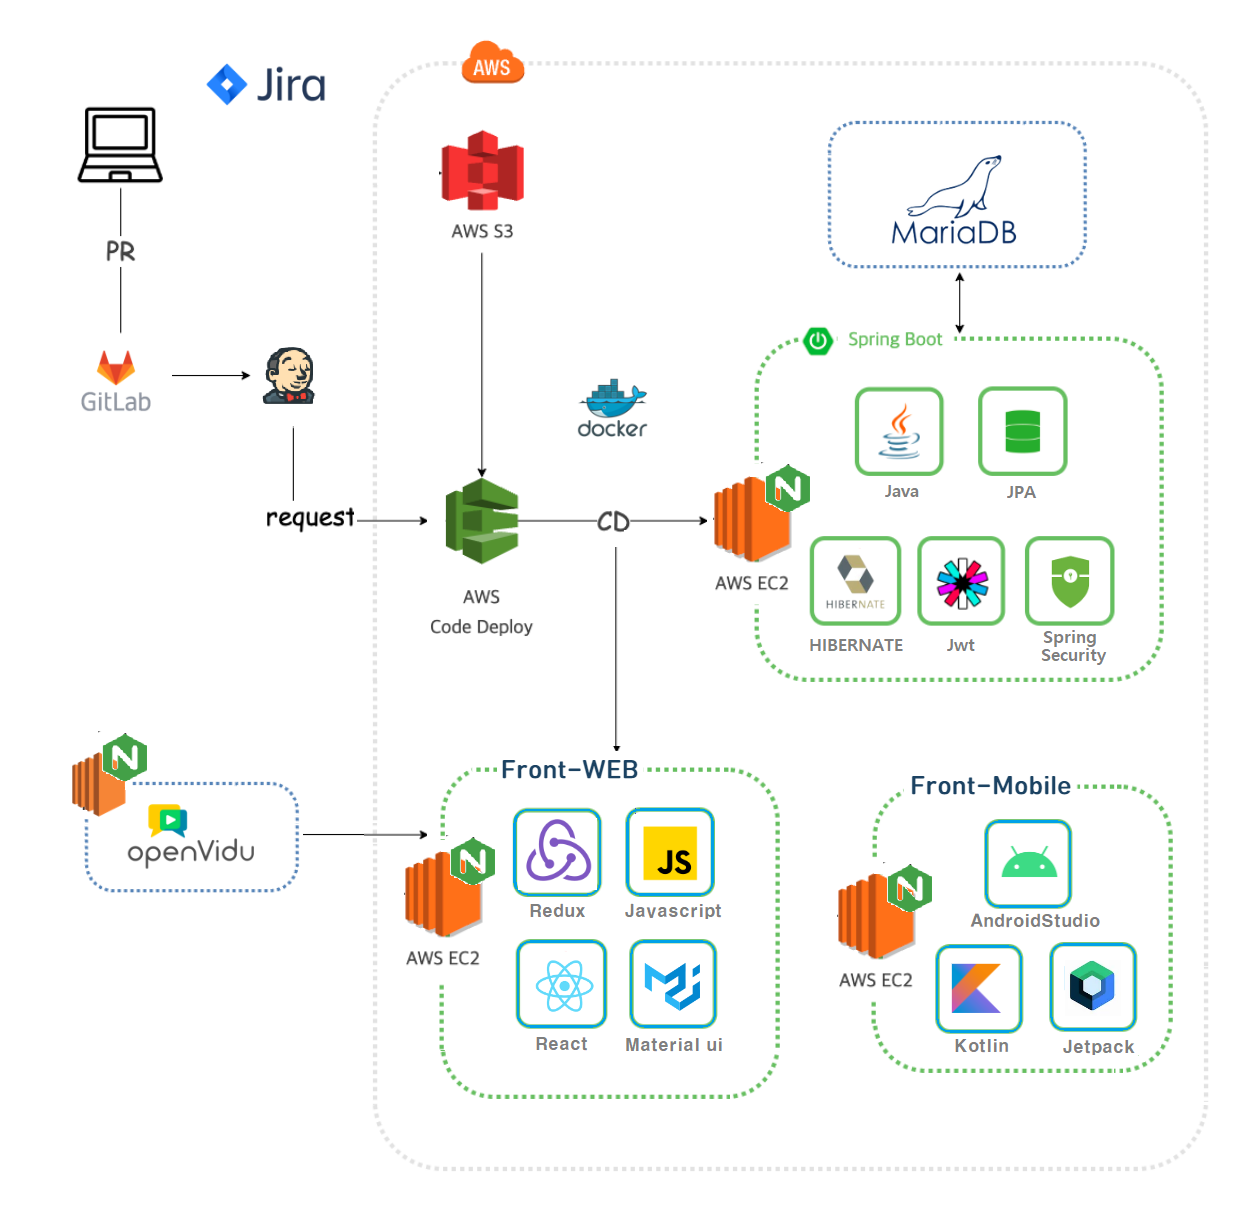 AWS
Jira
AWS S3
MariaDB
PR
GitLab
docker
Spring Boot
Java
JPA
request
CD
AWS EC2
AWS
Code Deploy
HIBERNATE
HIBERNATE
Jwt
Spring
Security
openVidu
Front-WEB
Redux
JS
Javascript
AWS EC2
React
Material ui
Front-Mobile
AndroidStudio
AWS EC2
Kotlin
Jetpack